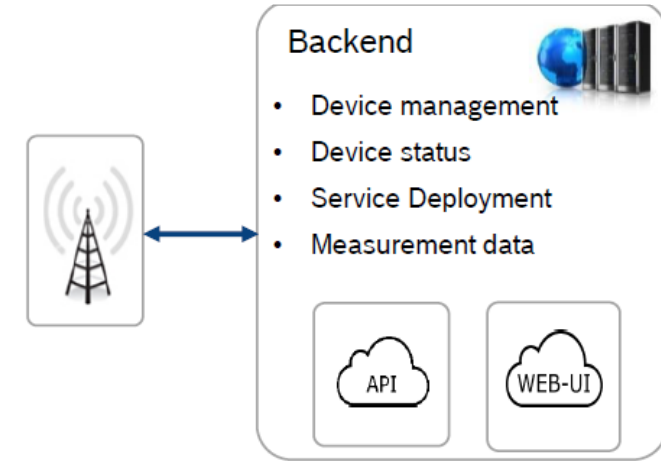 Backend
• Device management
• Device status
• Service Deployment
• Measurement data
API
WEB-UI